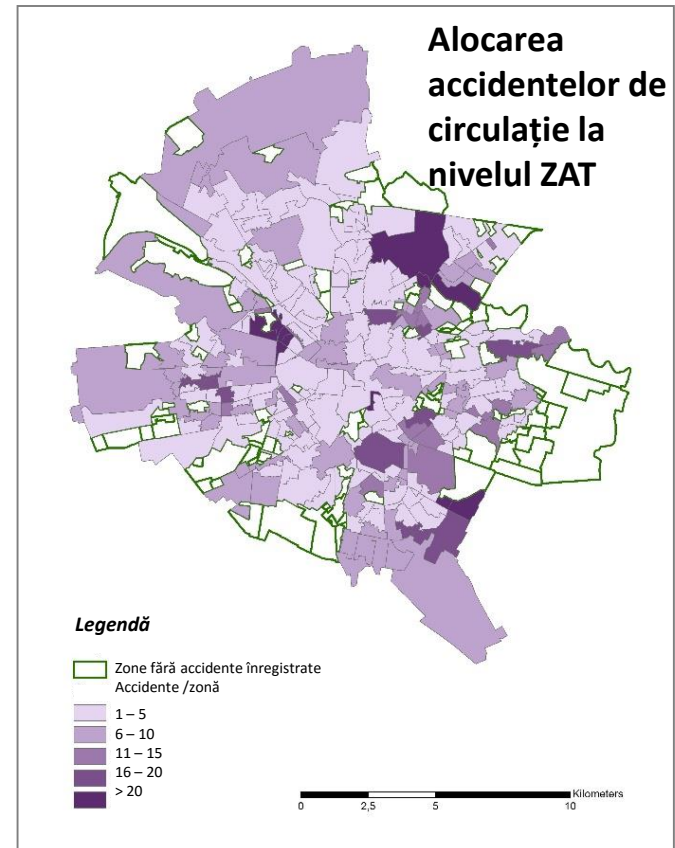 Alocarea
accidentelor de
circulație la
nivelul ZAT
Legendă
Zone fără accidente înregistrate
Accidente /zonă
1 – 5
6 – 10
11 – 15
16 – 20
> 20
Kilometers
0 2,5 5 10